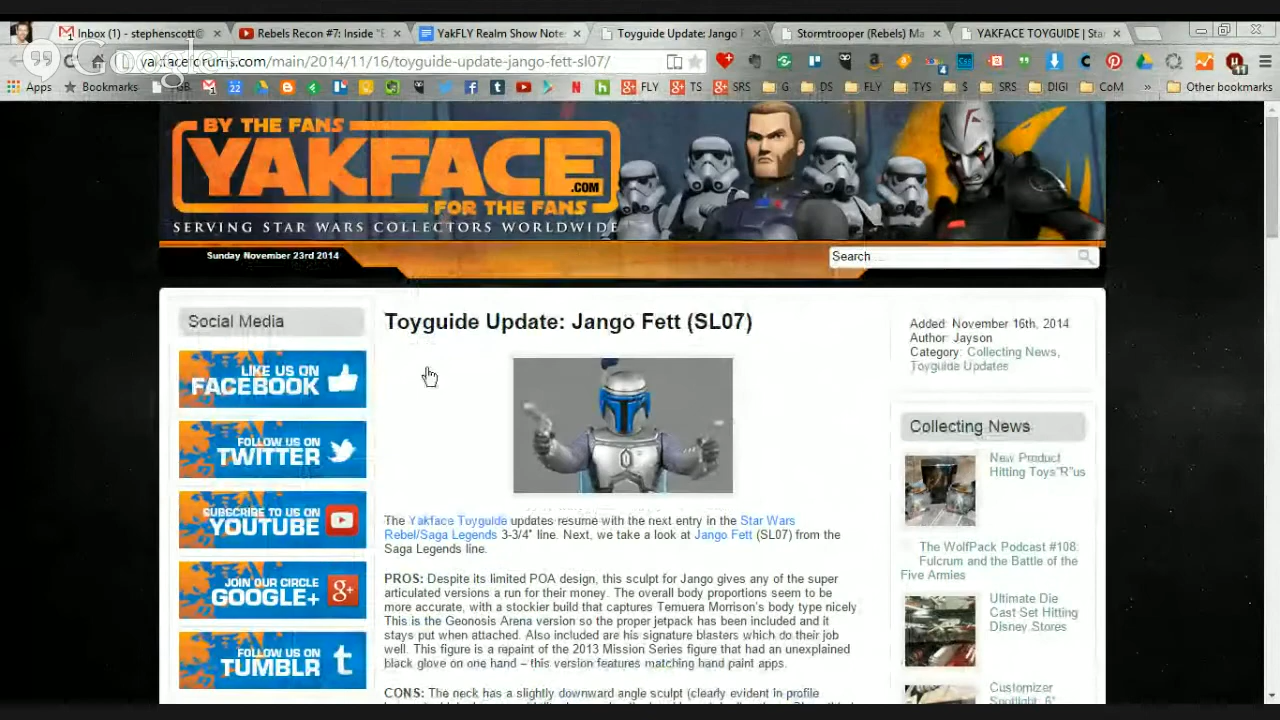 Inbox (1) - stephenscott@
Rebels Recon #7: Inside "E
YakFLY Realm Show Note
Toyguide Update: Jango Fett
Stormtrooper (Rebels) Ma
YAKFACE TOYGUIDE | Sta
Google+
/main/2014/11/16/toyguide-update-jango-fett-sl07/
Apps
Bookmarks
FLY
TS
SRS
G
DS
FLY
TYS
$
SRS
DIGI
CoM
»
Other bookmarks
BY THE FANS
YAKFACE
.COM
FOR THE FANS
SERVING STAR WARS COLLECTORS WORLDWIDE
Sunday November 23rd 2014
Search ...
Social Media
LIKE US ON
FACEBOOK
FOLLOW US ON
TWITTER
SUBSCRIBE TO US ON
YOUTUBE
JOIN OUR CIRCLE
GOOGLE+
FOLLOW US ON
TUMBLR
Toyguide Update: Jango Fett (SL07)
The Yakface Toyguide updates resume with the next entry in the Star Wars
Rebel/Saga Legends 3-3/4" line. Next, we take a look at Jango Fett (SL07) from the
Saga Legends line.
PROS: Despite its limited POA design, this sculpt for Jango gives any of the super
articulated versions a run for their money. The overall body proportions seem to
be more accurate, with a stockier build that captures Temuera Morrison's body type nicely
This is the Geonosis Arena version so the proper jetpack has been included and it
stays put when attached. Also included are his signature blasters which do their job
well. This figure is a repaint of the 2013 Mission Series figure that had an unexplained
black glove on one hand – this version features matching hand paint apps.
CONS: The neck has a slightly downward angle sculpt (clearly evident in profile
Added: November 16th, 2014
Author: Jayson
Category: Collecting News,
Toyguide Updates
Collecting News
New Product
Hitting Toys"R"us
The WolfPack Podcast #108:
Fulcrum and the Battle of the
Five Armies
Ultimate Die
Cast Set Hitting
Disney Stores
Customizer
Spotlight: 6"